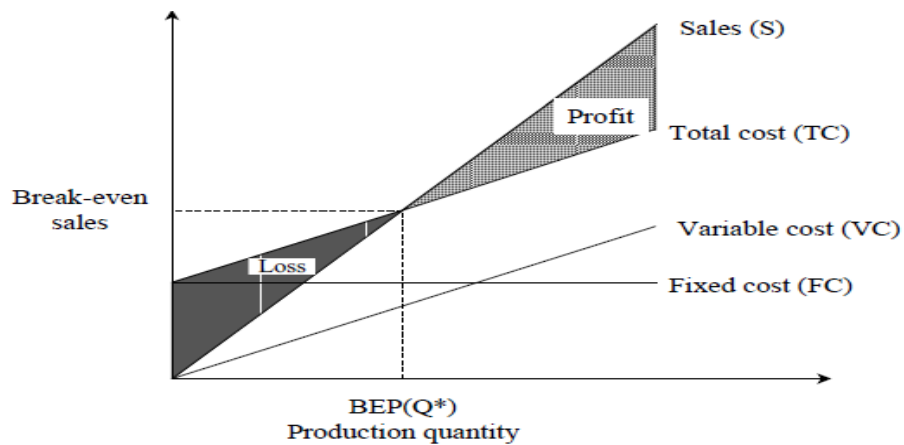 Sales (S)
Profit
Total cost (TC)
Break-even
sales
Variable cost (VC)
Loss
Fixed cost (FC)
BEP(Q*)
Production quantity